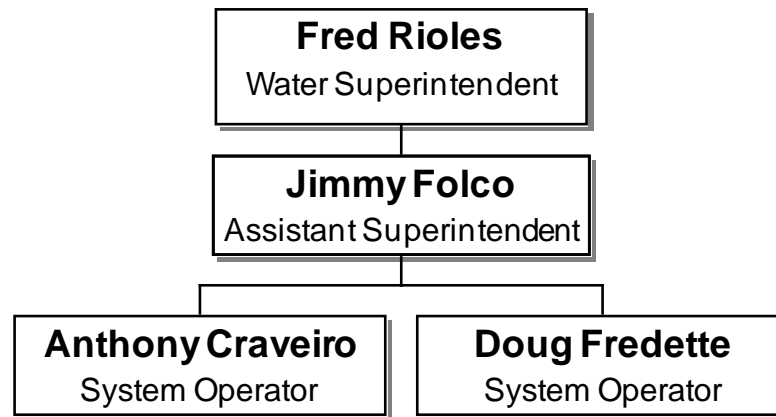 Fred Rioles
Water Superintendent
Jimmy Folco
Assistant Superintendent
Anthony Craveiro
System Operator
Doug Fredette
System Operator